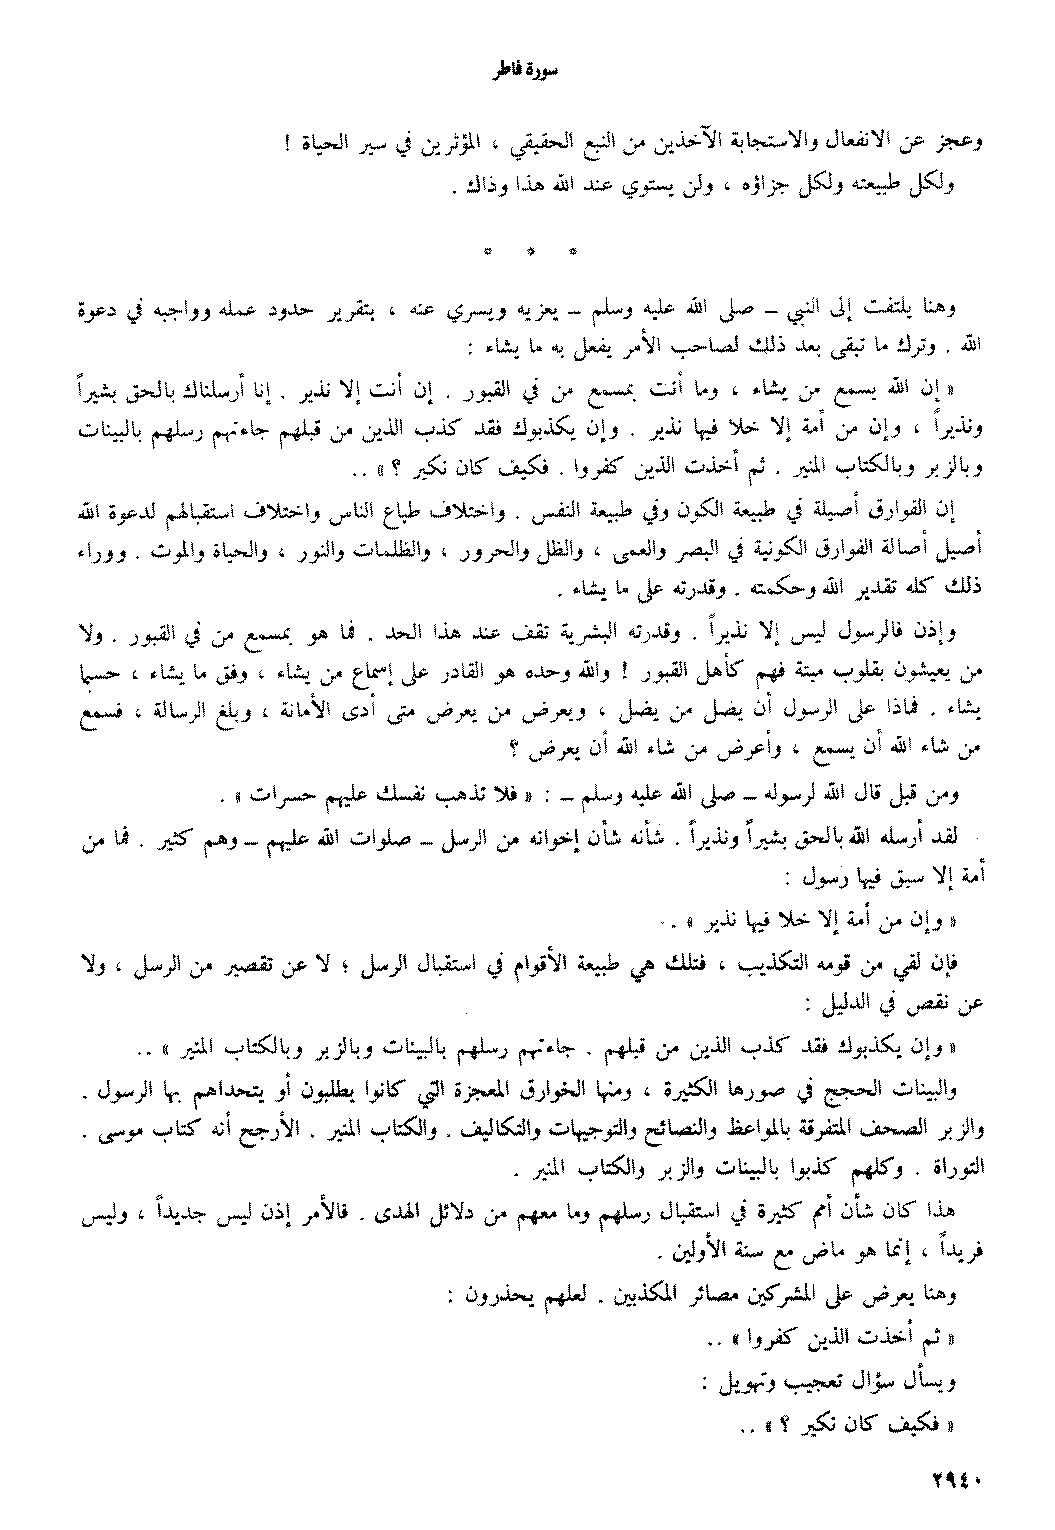 سورة فاطر
وعجز عن الانفعال والاستجابة الآخذين من النبع الحقيقي ، المؤثرين في سير الحياة !
ولكل طبيعته ولكل جزاؤه ، ولن يستوي عند الله هذا وذاك .
* * *
وهنا يلتفت إلى النبي – صلى الله عليه وسلم – يعزيه ويسري عنه ، بتقرير حدود عمله وواجبه في دعوة
الله . وترك ما تبقى بعد ذلك لصاحب الأمر يفعل به ما يشاء :
« إن الله يسمع من يشاء ، وما أنت بمسمع من في القبور . إن أنت إلا نذير . إنا أرسلناك بالحق بشيراً
ونذيراً ، وإن من أمة إلا خلا فيها نذير . وإن يكذبوك فقد كذب الذين من قبلهم جاءتهم رسلهم بالبينات
وبالزبر وبالكتاب المنير . ثم أخذت الذين كفروا . فكيف كان نكير ؟ » ..
إن الفوارق أصيلة في طبيعة الكون وفي طبيعة النفس . واختلاف طباع الناس واختلاف استقبالهم لدعوة الله
أصيل أصالة الفوارق الكونية في البصر والعمى ، والظل والحرور ، والظلمات والنور ، والحياة والموت . ووراء
ذلك كله تقدير الله وحكمته . وقدرته على ما يشاء .
وإذن فالرسول ليس إلا نذيراً . وقدرته البشرية تقف عند هذا الحد . فما هو بمسمع من في القبور . ولا
من يعيشون بقلوب ميتة فهم كأهل القبور ! والله وحده هو القادر على إسماع من يشاء ، وفق ما يشاء ، حسبما
يشاء . فماذا على الرسول أن يضل من يضل ، ويعرض من يعرض متى أدى الأمانة ، وبلغ الرسالة ، فسمع
من شاء الله أن يسمع ، وأعرض من شاء الله أن يعرض ؟
ومن قبل قال الله لرسوله – صلى الله عليه وسلم – : « فلا تذهب نفسك عليهم حسرات » .
لقد أرسله الله بالحق بشيراً ونذيراً . شأنه شأن إخوانه من الرسل – صلوات الله عليهم – وهم كثير . فما من
أمة إلا سبق فيها رسول :
« وإن من أمة إلا خلا فيها نذير » ..
فإن لقي من قومه التكذيب ، فتلك هي طبيعة الأقوام في استقبال الرسل ؛ لا عن تقصير من الرسل ، ولا
عن نقص في الدليل :
« وإن يكذبوك فقد كذب الذين من قبلهم . جاءتهم رسلهم بالبينات وبالزبر وبالكتاب المنير » ..
والبينات الحجج في صورها الكثيرة ، ومنها الخوارق المعجزة التي كانوا يطلبون أو يتحداهم بها الرسول .
والزبر الصحف المتفرقة بالمواعظ والنصائح والتوجيهات والتكاليف . والكتاب المنير . الأرجح أنه كتاب موسى .
التوراة . وكلهم كذبوا بالبينات والزبر والكتاب المنير .
هذا كان شأن أمم كثيرة في استقبال رسلهم وما معهم من دلائل الهدى . فالأمر إذن ليس جديداً ، وليس
فريداً ، إنما هو ماض مع سنة الأولين .
وهنا يعرض على المشركين مصائر المكذبين . لعلهم يحذرون :
« ثم أخذت الذين كفروا » ..
ويسأل سؤال تعجيب وتهويل :
« فكيف كان نكير ؟ » ..
٢٩٤٠